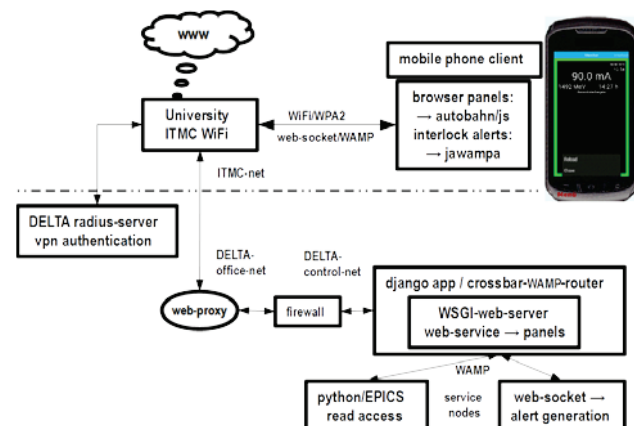 www
mobile phone client
University
ITMC WiFi
WiFi/WPA2
web-socket/WAMP
browser panels:
→ autobahn/js
interlock alerts:
→ jawampa
90.0 mA
1492 MeV 14.27 h
ITMC-net
DELTA radius-server
vpn authentication
DELTA-
office-net
DELTA-
control-net
web-proxy
firewall
django app / crossbar-WAMP-router
WSGI-web-server
web-service → panels
WAMP
python/EPICS
read access
service
nodes
web-socket →
alert generation